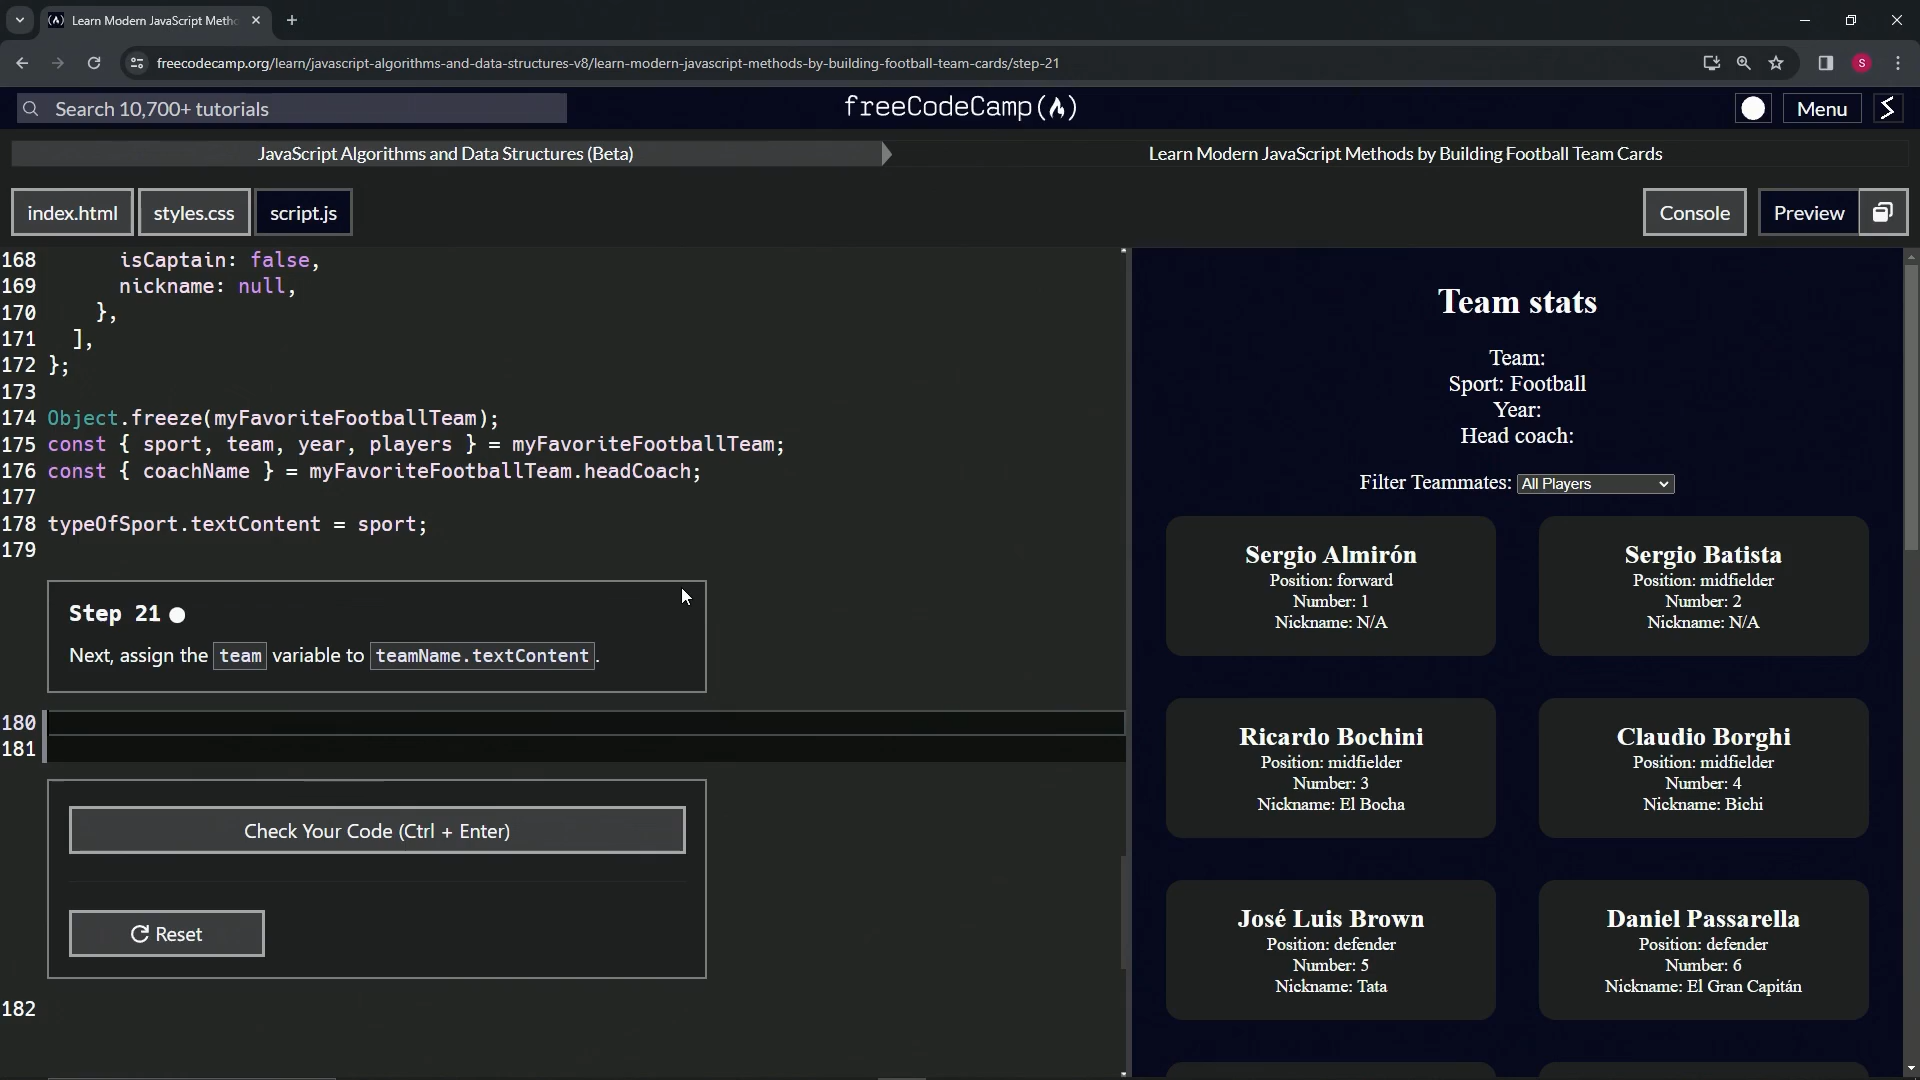 Learn Modern JavaScript Meth
freecodecamp.org/learn/javascript-algorithms-and-data-structures-v8/learn-modern-javascript-methods-by-building-football-team-cards/step-21
S
Search 10,700+ tutorials
freeCodeCamp(🔥)
Menu
JavaScript Algorithms and Data Structures (Beta)
Learn Modern JavaScript Methods by Building Football Team Cards
index.html
styles.css
script.js
Console
Preview
168 isCaptain: false,
169 nickname: null,
170 },
171 ],
172 };
173
174 Object.freeze(myFavoriteFootballTeam);
175 const { sport, team, year, players } = myFavoriteFootballTeam;
176 const { coachName } = myFavoriteFootballTeam.headCoach;
177
178 typeOfSport.textContent = sport;
179
Step 21
Next, assign the team variable to teamName.textContent.
180
181
Check Your Code (Ctrl + Enter)
Reset
182
Team stats
Team:
Sport: Football
Year:
Head coach:
Filter Teammates: All Players
Sergio Almirón
Position: forward
Number: 1
Nickname: N/A
Sergio Batista
Position: midfielder
Number: 2
Nickname: N/A
Ricardo Bochini
Position: midfielder
Number: 3
Nickname: El Bocha
Claudio Borghi
Position: midfielder
Number: 4
Nickname: Bichi
José Luis Brown
Position: defender
Number: 5
Nickname: Tata
Daniel Passarella
Position: defender
Number: 6
Nickname: El Gran Capitán